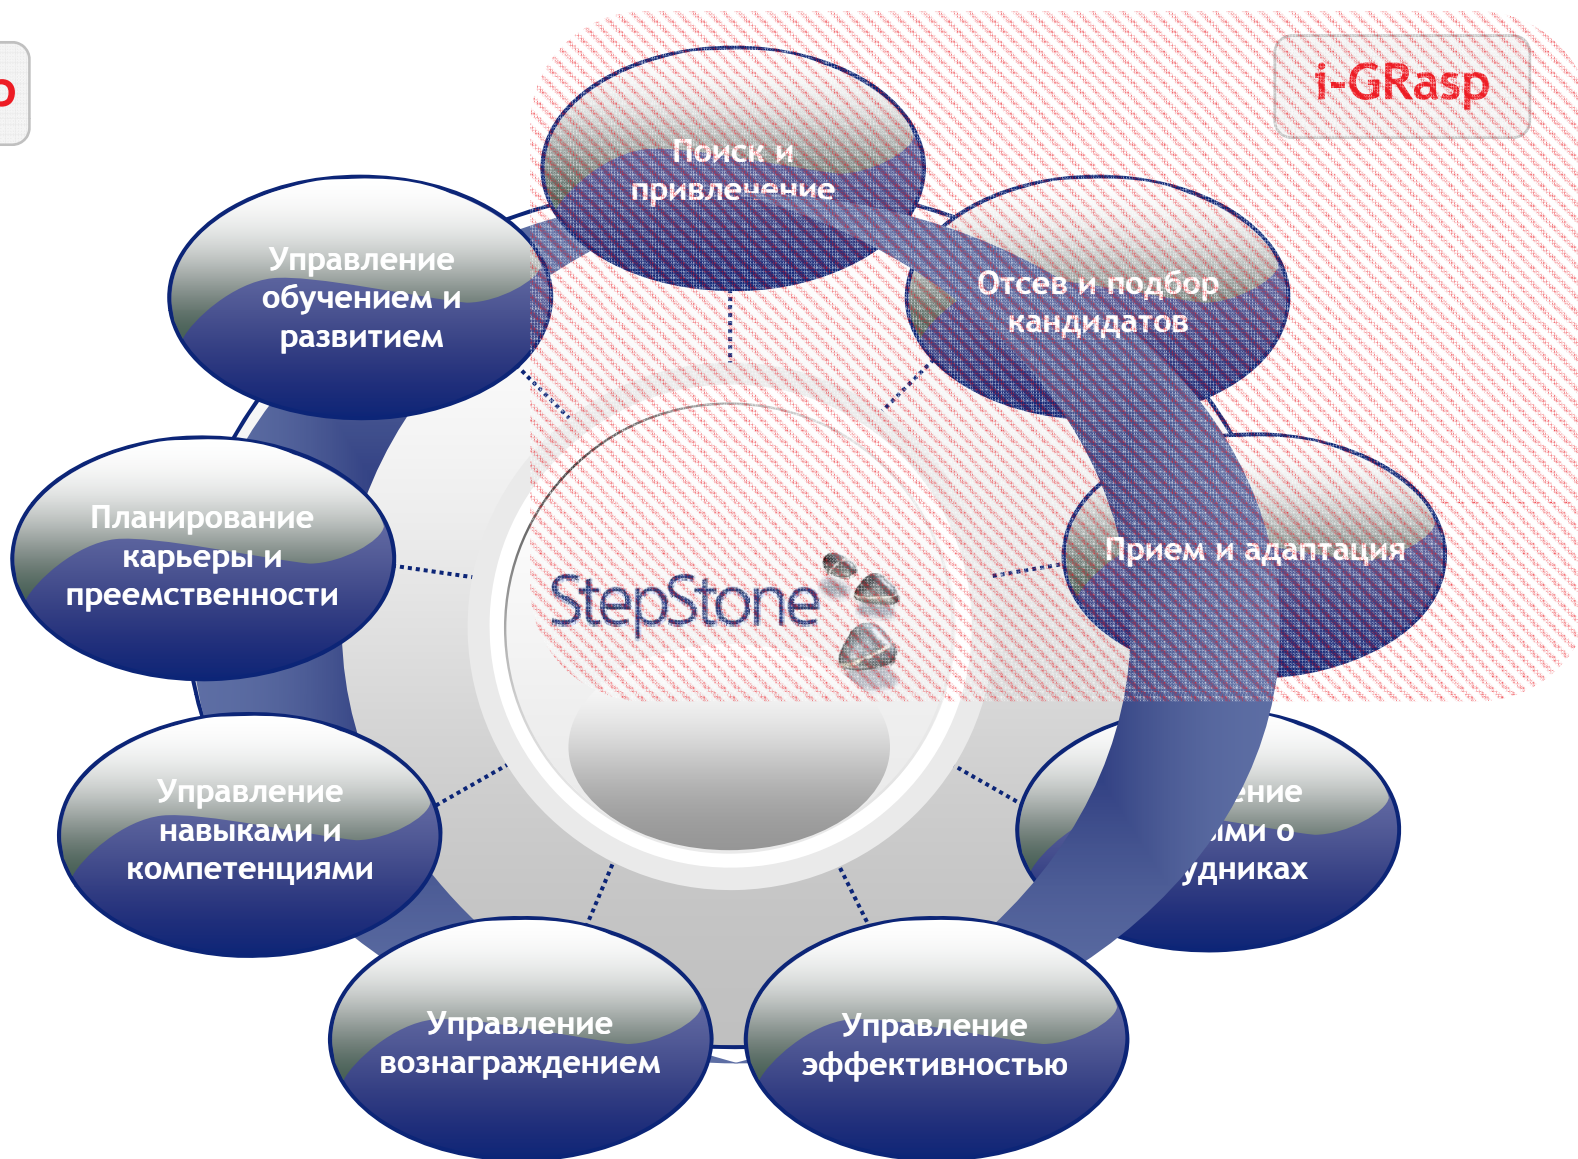 i-GRasp
Поиск и
привлечение
Отсев и подбор
кандидатов
Прием и адаптация
Управление
эффективностью
Управление
вознаграждением
Управление
навыками и
компетенциями
Планирование
карьеры и
преемственности
Управление
обучением и
развитием
StepStone